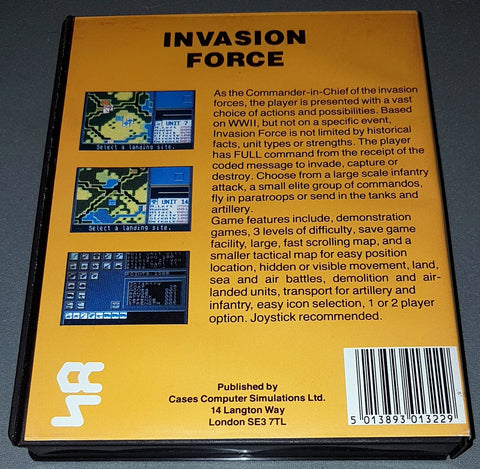 INVASION
FORCE
As the Commander-in-Chief of the invasion
forces, the player is presented with a vast
choice of actions and possibilities. Based
on WWII, but not on a specific event,
Invasion Force is not limited by historical
facts, unit types or strengths. The player
has FULL command from the receipt of the
coded message to invade, capture or
destroy. Choose from a large scale infantry
attack, a small elite group of commandos,
fly in paratroops or send in the tanks and
artillery.
Game features include, demonstration
games, 3 levels of difficulty, save game
facility, large, fast scrolling map, and a
smaller tactical map for easy position
location, hidden or visible movement, land,
sea and air battles, demolition and air-
landed units, transport for artillery and
infantry, easy icon selection, 1 or 2 player
option. Joystick recommended.
UNIT 7
Select a landing site.
UNIT 14
Select a landing site.
Published by
Cases Computer Simulations Ltd.
14 Langton Way
London SE3 7TL
5 013893 013229